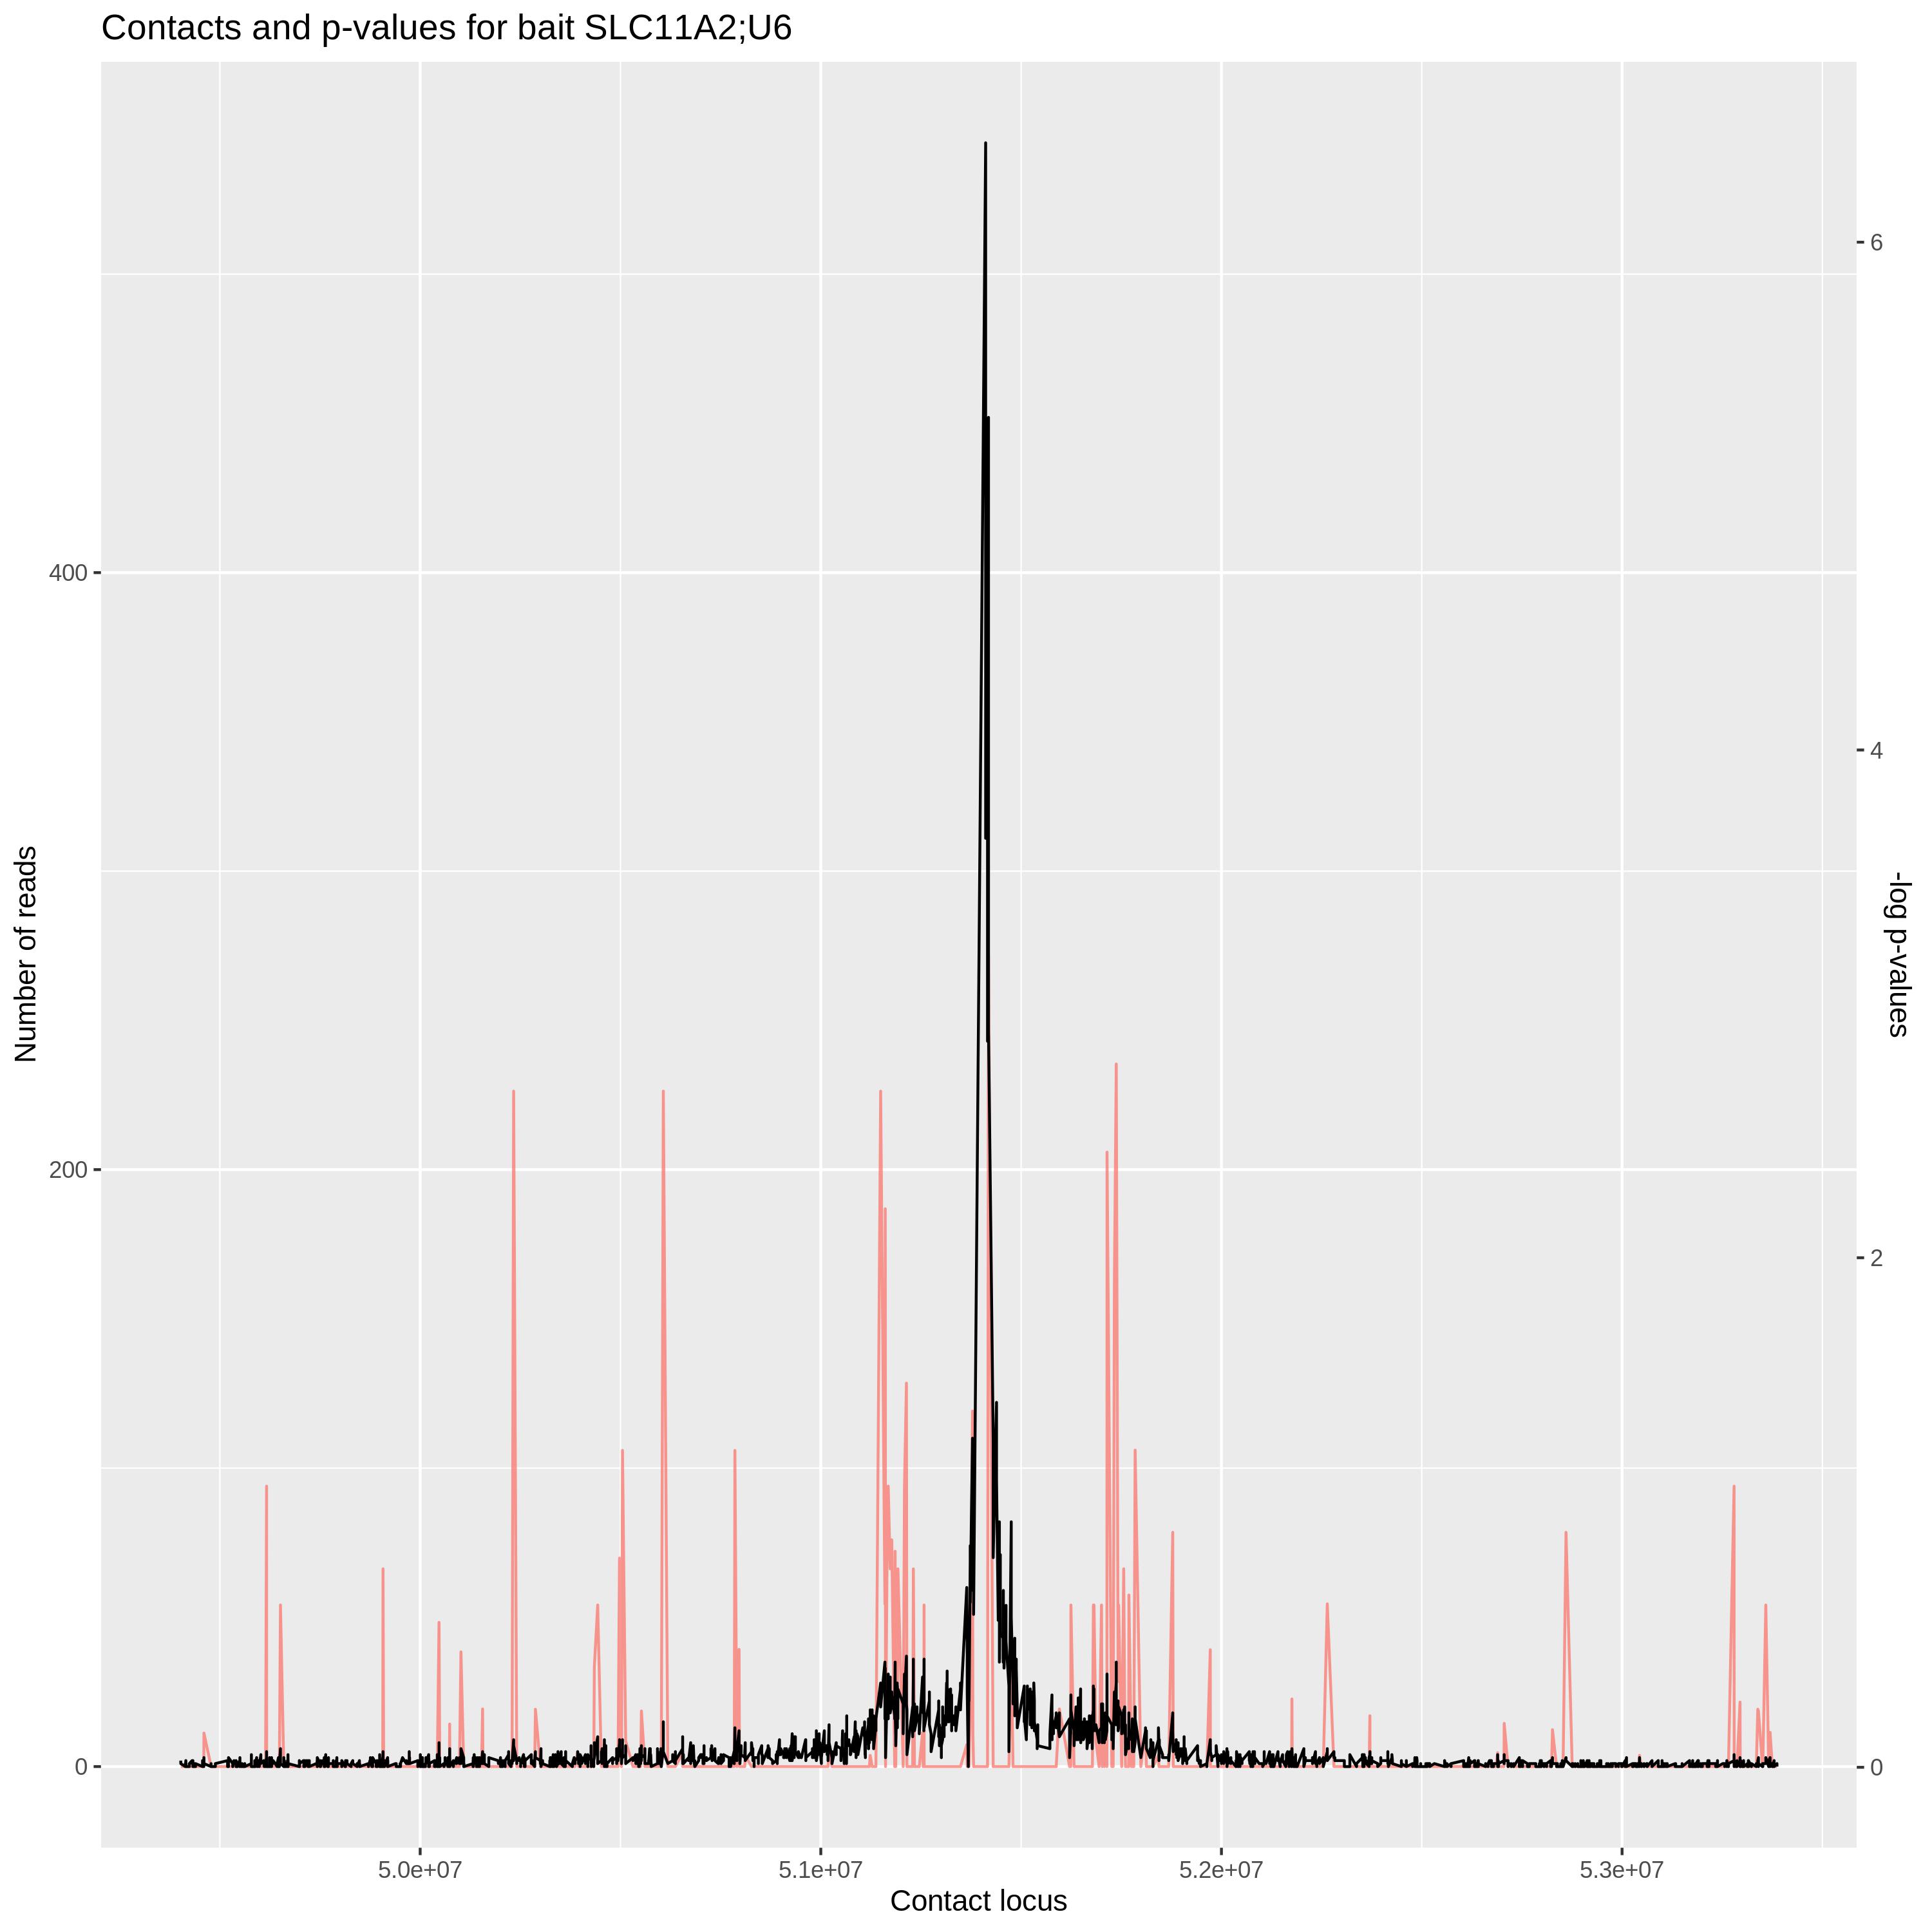 Contacts and p-values for bait SLC11A2;U6
6
400
4
Number of reads
-log p-values
200
2
0
0
5.0e+07
5.1e+07
5.2e+07
5.3e+07
Contact locus